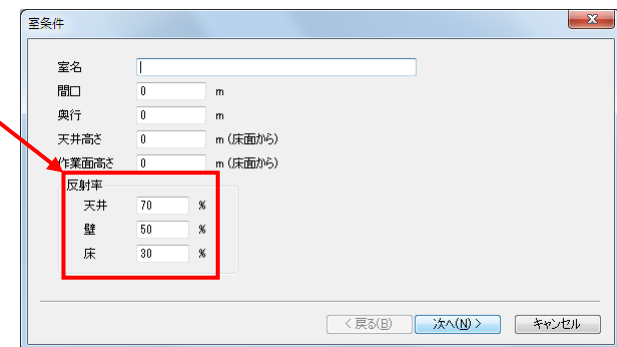 室条件
室名
間口 0 m
奥行 0 m
天井高さ 0 m (床面から)
作業面高さ 0 m (床面から)
反射率
天井 70 %
壁 50 %
床 30 %
< 戻る(B) 次へ(N) > キャンセル